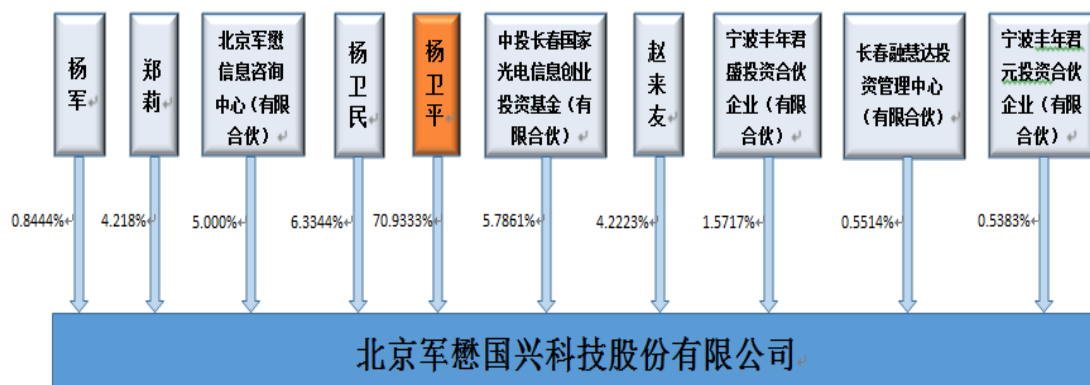 杨军
郑莉
北京军懋
信息咨询
中心（有限
合伙）
杨卫民
杨卫平
中投长春国家
光电信息创业
投资基金（有
限合伙）
赵来友
宁波丰年君
盛投资合伙
企业（有限
合伙）
长春融慧达投
资管理中心
（有限合伙）
宁波丰年君
元投资合伙
企业（有限
合伙）
0.8444%
4.218%
5.000%
6.3344%
70.9333%
5.7861%
4.2223%
1.5717%
0.5514%
0.5383%
北京军懋国兴科技股份有限公司